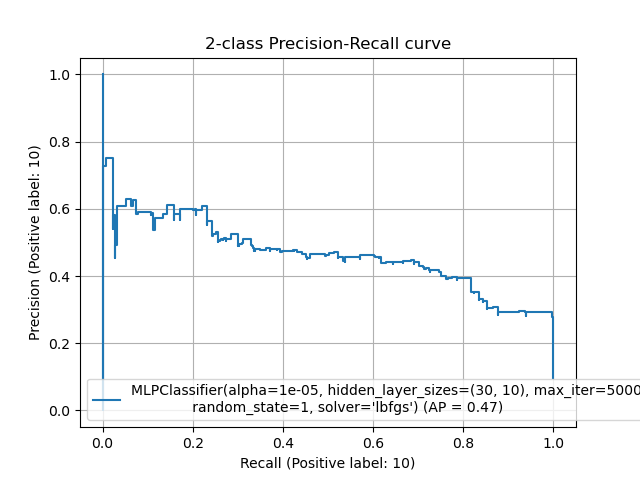 2-class Precision-Recall curve
1.0
0.8
0.6
0.4
0.2
0.0
Precision (Positive label: 10)
MLPClassifier(alpha=1e-05, hidden_layer_sizes=(30, 10), max_iter=5000
random_state=1, solver='lbfgs') (AP = 0.47)
0.0 0.2 0.4 0.6 0.8 1.0
Recall (Positive label: 10)